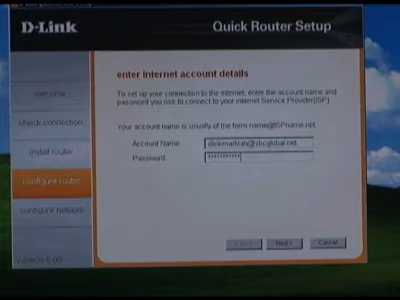 D-Link
Quick Router Setup
enter internet account details
To set up your connection to the internet, enter the account name and
password you use to connect to your Internet Service Provider(ISP)
Your account name is usually of the form name@ISPname.net
Account Name
Password
***********
welcome
check connection
install router
configure router
configure network
Version 5.00
Next>
Cancel